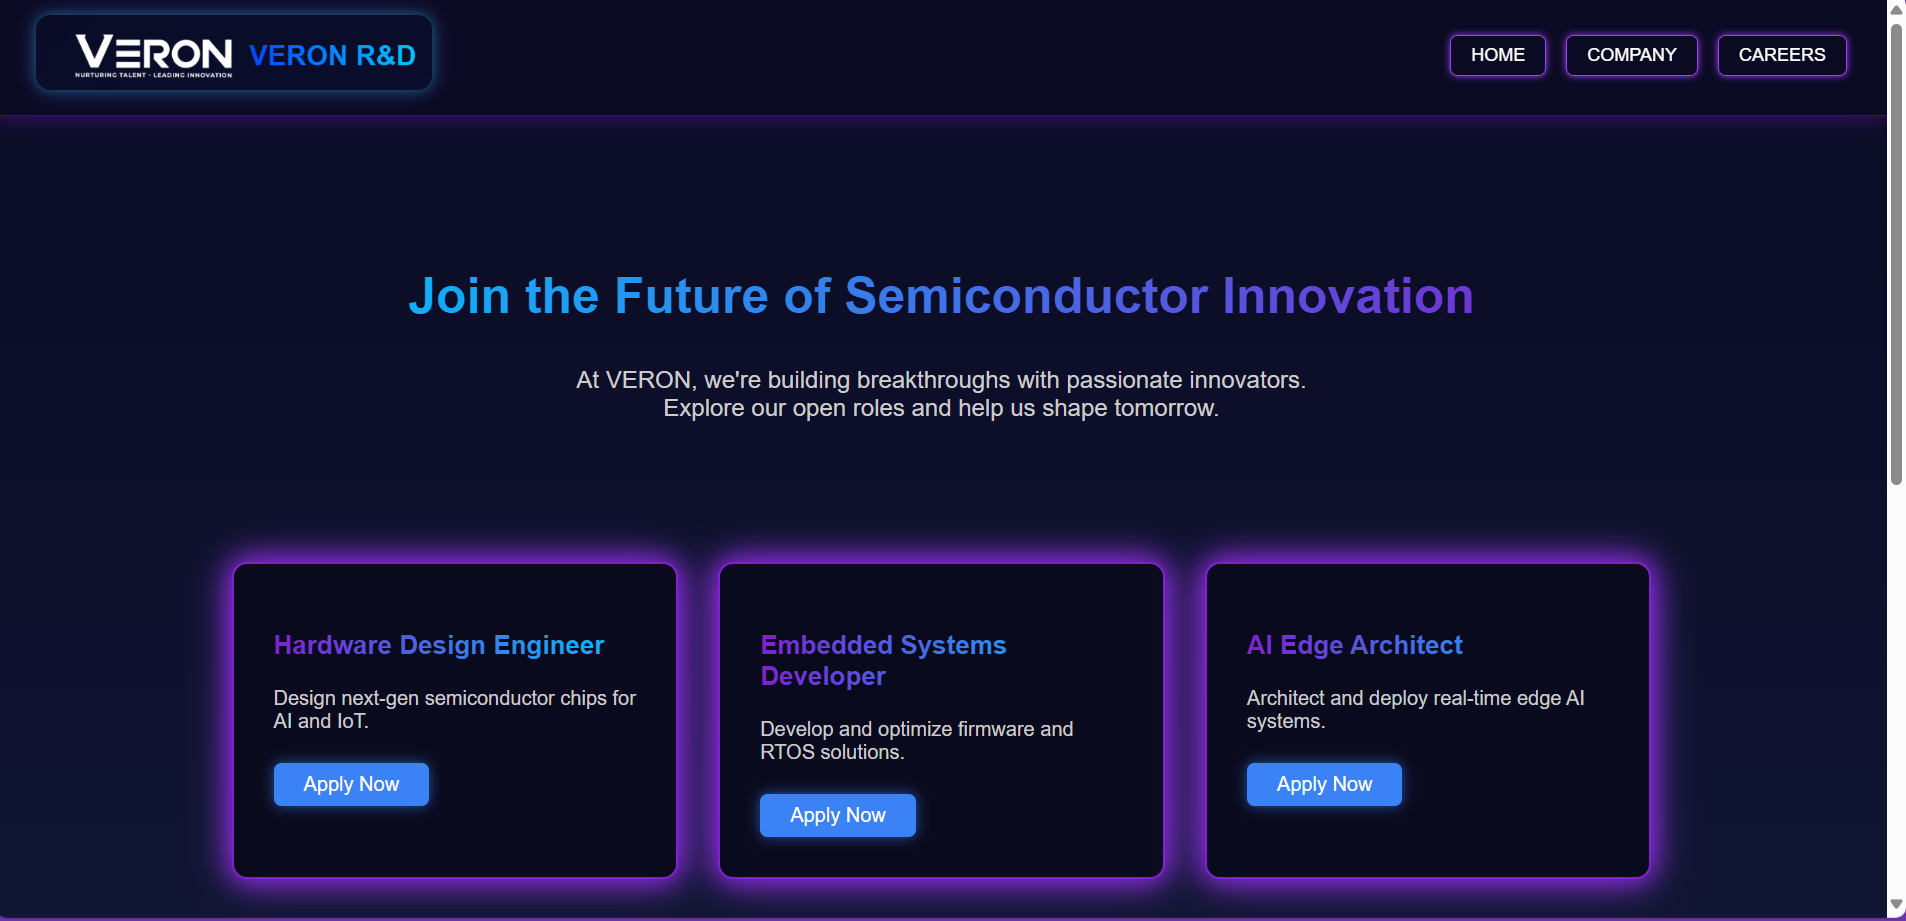 VERON
NURTURING TALENT - LEADING INNOVATION
VERON R&D
HOME
COMPANY
CAREERS
Join the Future of Semiconductor Innovation
At VERON, we're building breakthroughs with passionate innovators.
Explore our open roles and help us shape tomorrow.
Hardware Design Engineer
Design next-gen semiconductor chips for
AI and IoT.
Apply Now
Embedded Systems
Developer
Develop and optimize firmware and
RTOS solutions.
Apply Now
AI Edge Architect
Architect and deploy real-time edge AI
systems.
Apply Now